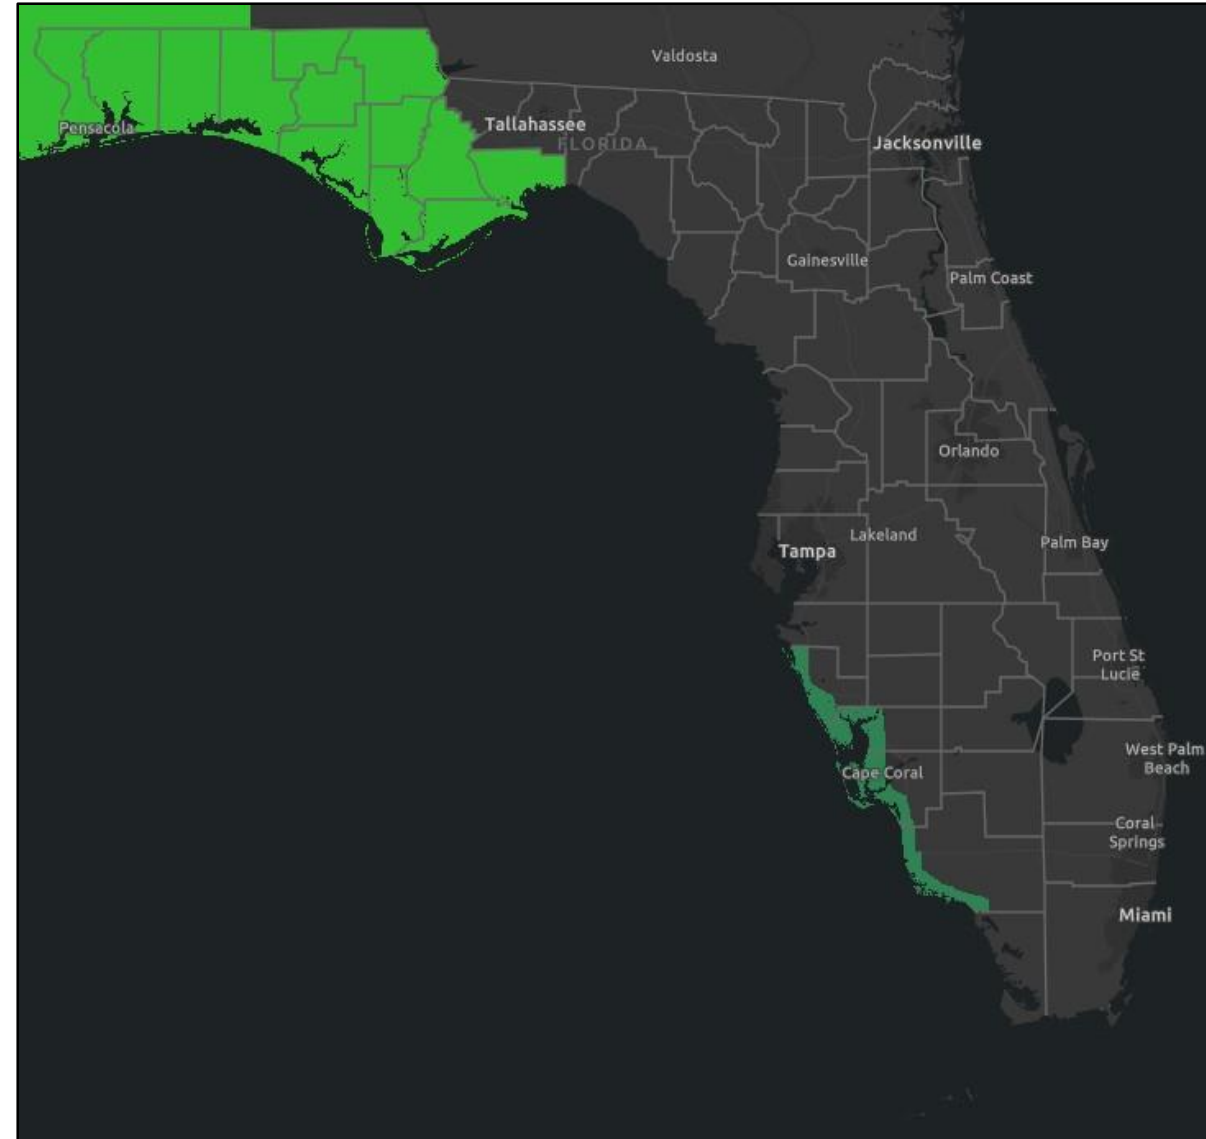 Valdosta
Tallahassee
Pensacola
FLORIDA
Jacksonville
Gainesville
Palm Coast
Orlando
Lakeland
Palm Bay
Tampa
Port St
Lucie
West Palm
Beach
Cape Coral
Coral
Springs
Miami